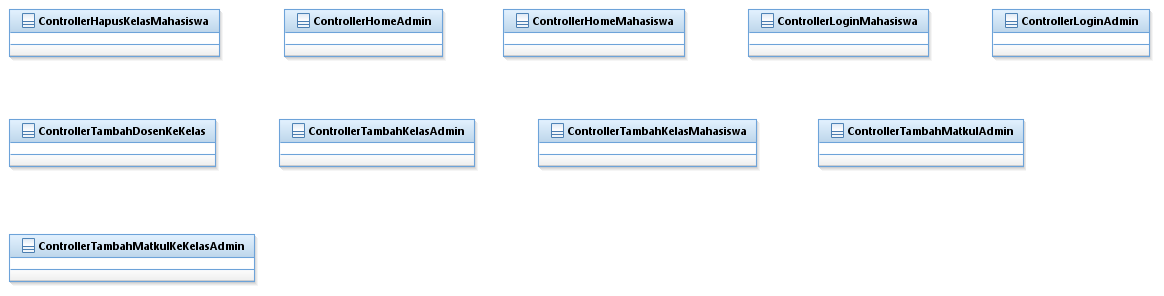 ControllerHapusKelasMahasiswa
ControllerHomeAdmin
ControllerHomeMahasiswa
ControllerLoginMahasiswa
ControllerLoginAdmin
ControllerTambahDosenKeKelas
ControllerTambahKelasAdmin
ControllerTambahKelasMahasiswa
ControllerTambahMatkulAdmin
ControllerTambahMatkulKeKelasAdmin